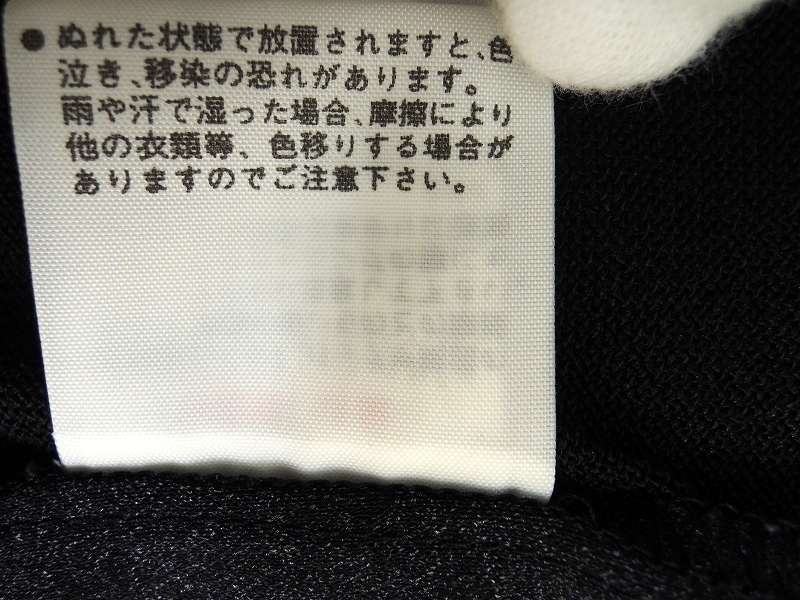 ●ぬれた状態で放置されますと、色
泣き、移染の恐れがあります。
雨や汗で湿った場合、摩擦により
他の衣類等、色移りする場合が
ありますのでご注意下さい。